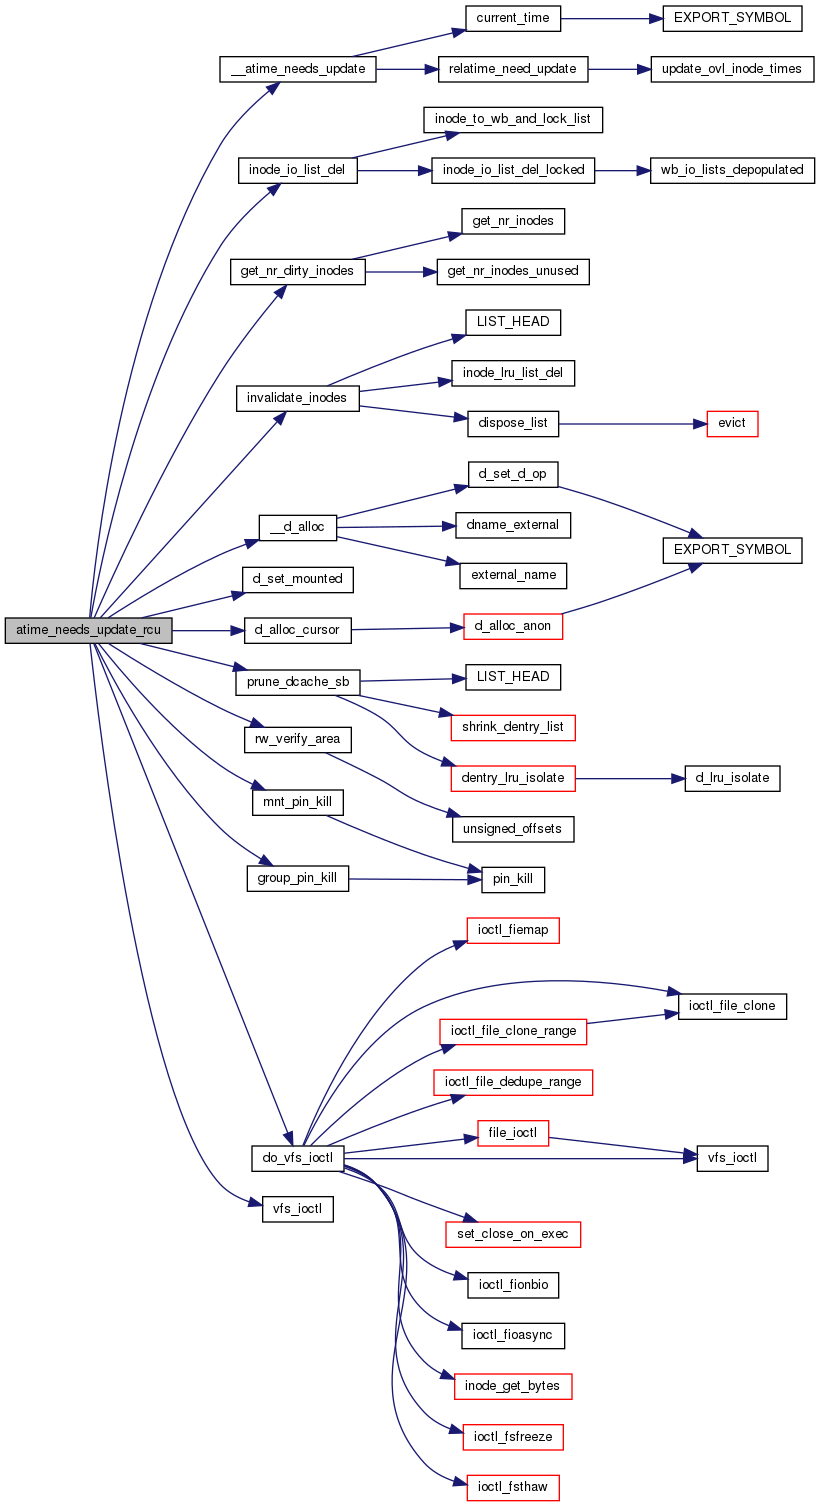 current_time
EXPORT_SYMBOL
__atime_needs_update
relatime_need_update
update_ovl_inode_times
inode_to_wb_and_lock_list
inode_io_list_del
inode_io_list_del_locked
wb_io_lists_depopulated
get_nr_inodes
get_nr_dirty_inodes
get_nr_inodes_unused
LIST_HEAD
inode_lru_list_del
invalidate_inodes
dispose_list
evict
d_set_d_op
__d_alloc
dname_external
EXPORT_SYMBOL
external_name
d_set_mounted
atime_needs_update_rcu
d_alloc_cursor
d_alloc_anon
prune_dcache_sb
LIST_HEAD
shrink_dentry_list
rw_verify_area
dentry_lru_isolate
d_lru_isolate
mnt_pin_kill
unsigned_offsets
group_pin_kill
pin_kill
ioctl_fiemap
ioctl_file_clone
ioctl_file_clone_range
ioctl_file_dedupe_range
file_ioctl
do_vfs_ioctl
vfs_ioctl
vfs_ioctl
set_close_on_exec
ioctl_fionbio
ioctl_fioasync
inode_get_bytes
ioctl_fsfreeze
ioctl_fsthaw